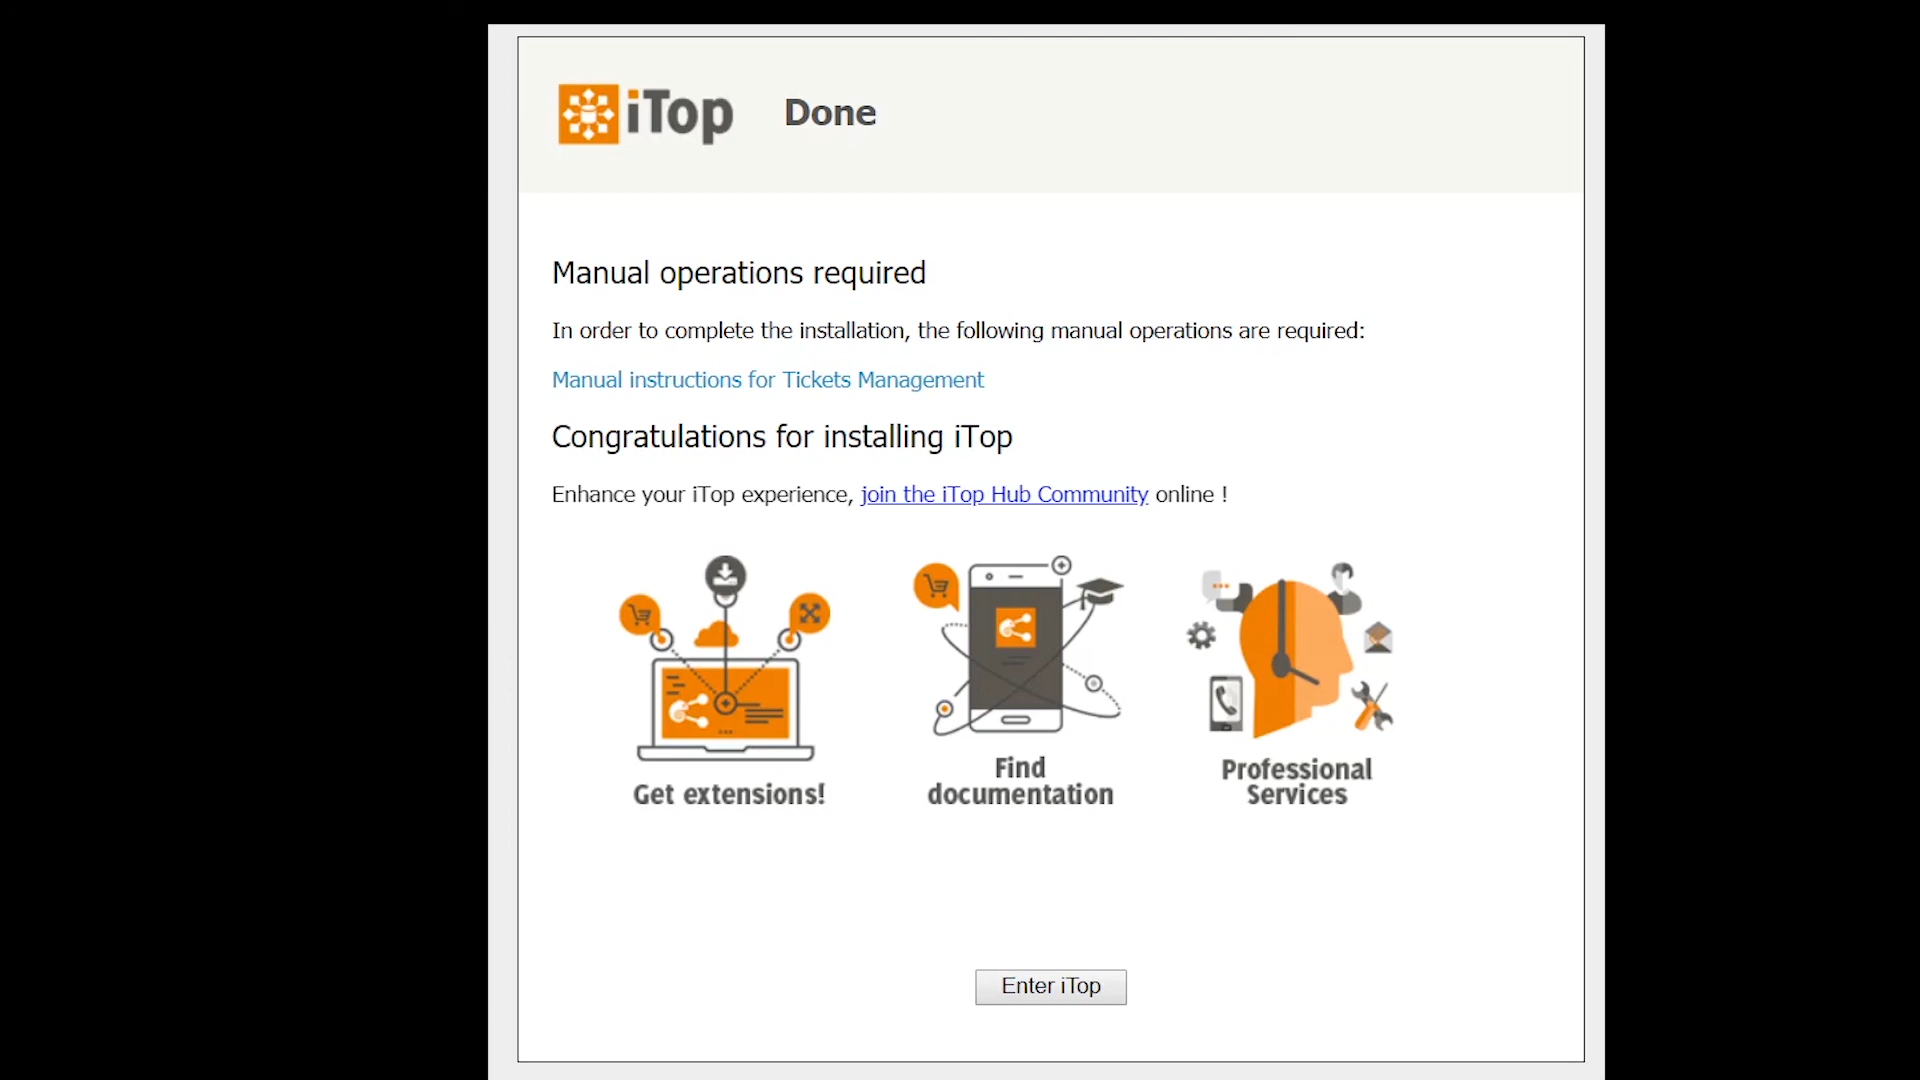 iTop Done
Manual operations required
In order to complete the installation, the following manual operations are required:
Manual instructions for Tickets Management
Congratulations for installing iTop
Enhance your iTop experience, join the iTop Hub Community online !
Get extensions!
Find
documentation
Professional
Services
Enter iTop